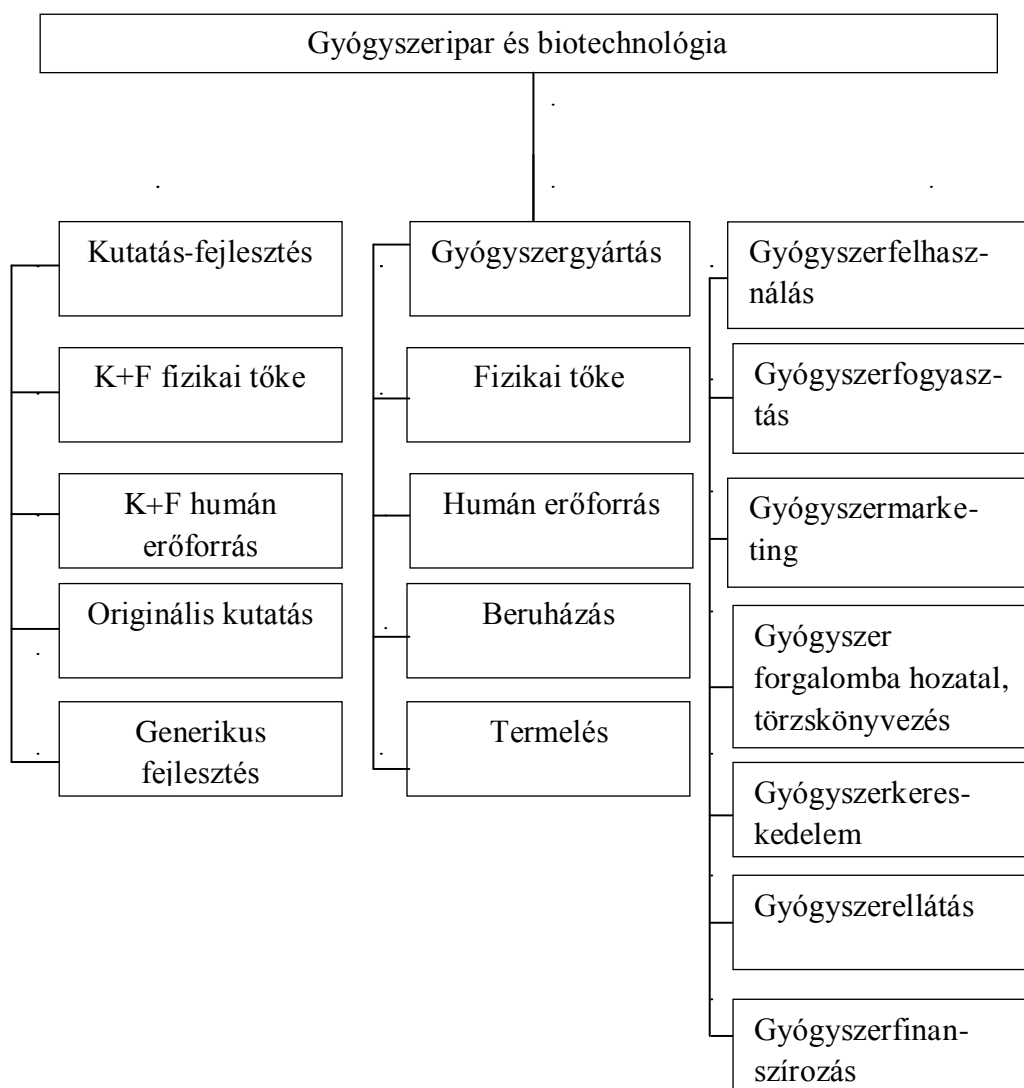 Gyógyszeripar és biotechnológia
Kutatás-fejlesztés
K+F fizikai tőke
K+F humán
erőforrás
Originális kutatás
Generikus
fejlesztés
Gyógyszergyártás
Fizikai tőke
Humán erőforrás
Beruházás
Termelés
Gyógyszerfelhasz-
nálás
Gyógyszerfogyasz-
tás
Gyógyszermarke-
ting
Gyógyszer
forgalomba hozatal,
törzskönyvezés
Gyógyszerkeres-
kedelem
Gyógyszerellátás
Gyógyszerfinan-
szírozás